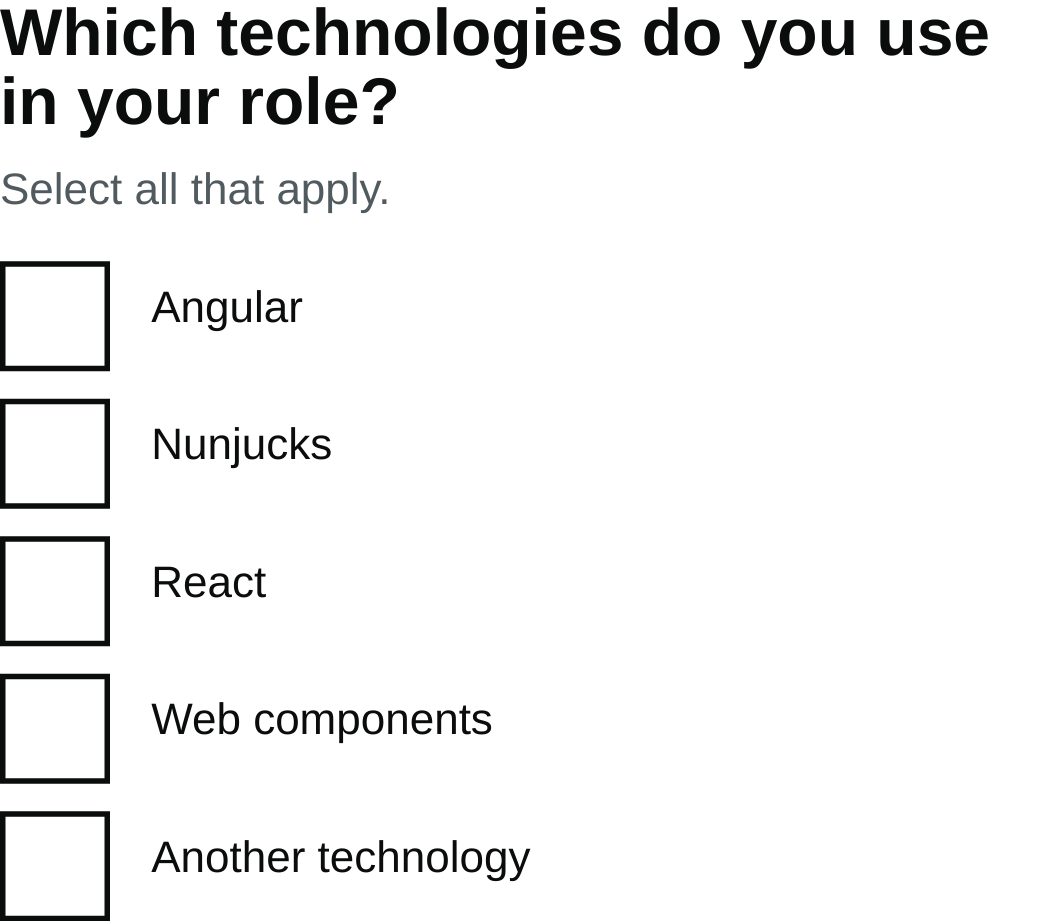 Which technologies do you use
in your role?
Select all that apply.
Angular
Nunjucks
React
Web components
Another technology